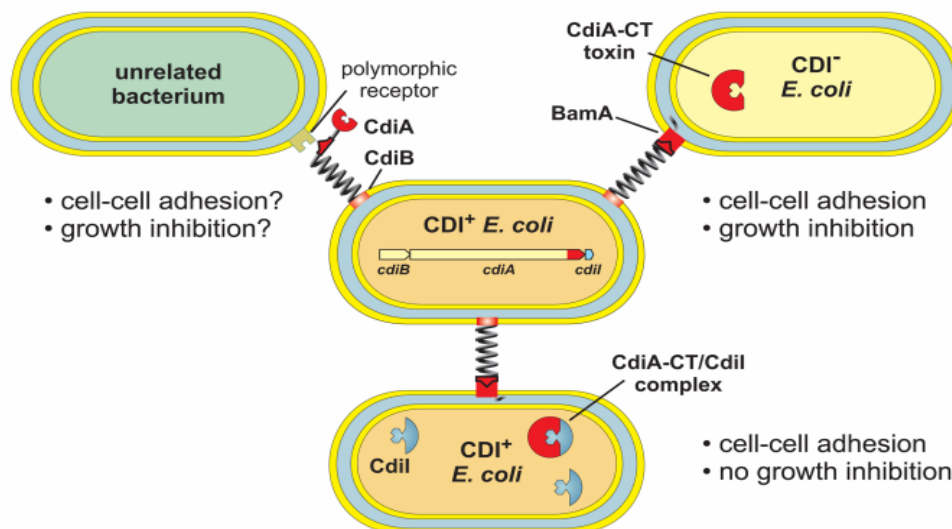 unrelated
bacterium
polymorphic
receptor
CdiA
CdiB
• cell-cell adhesion?
• growth inhibition?
CdiA-CT
toxin
CDI⁻
E. coli
BamA
• cell-cell adhesion
• growth inhibition
CDI⁺ E. coli
cdiB
cdiA
cdiI
CdiA-CT/CdiI
complex
CdiI
CDI⁺
E. coli
• cell-cell adhesion
• no growth inhibition